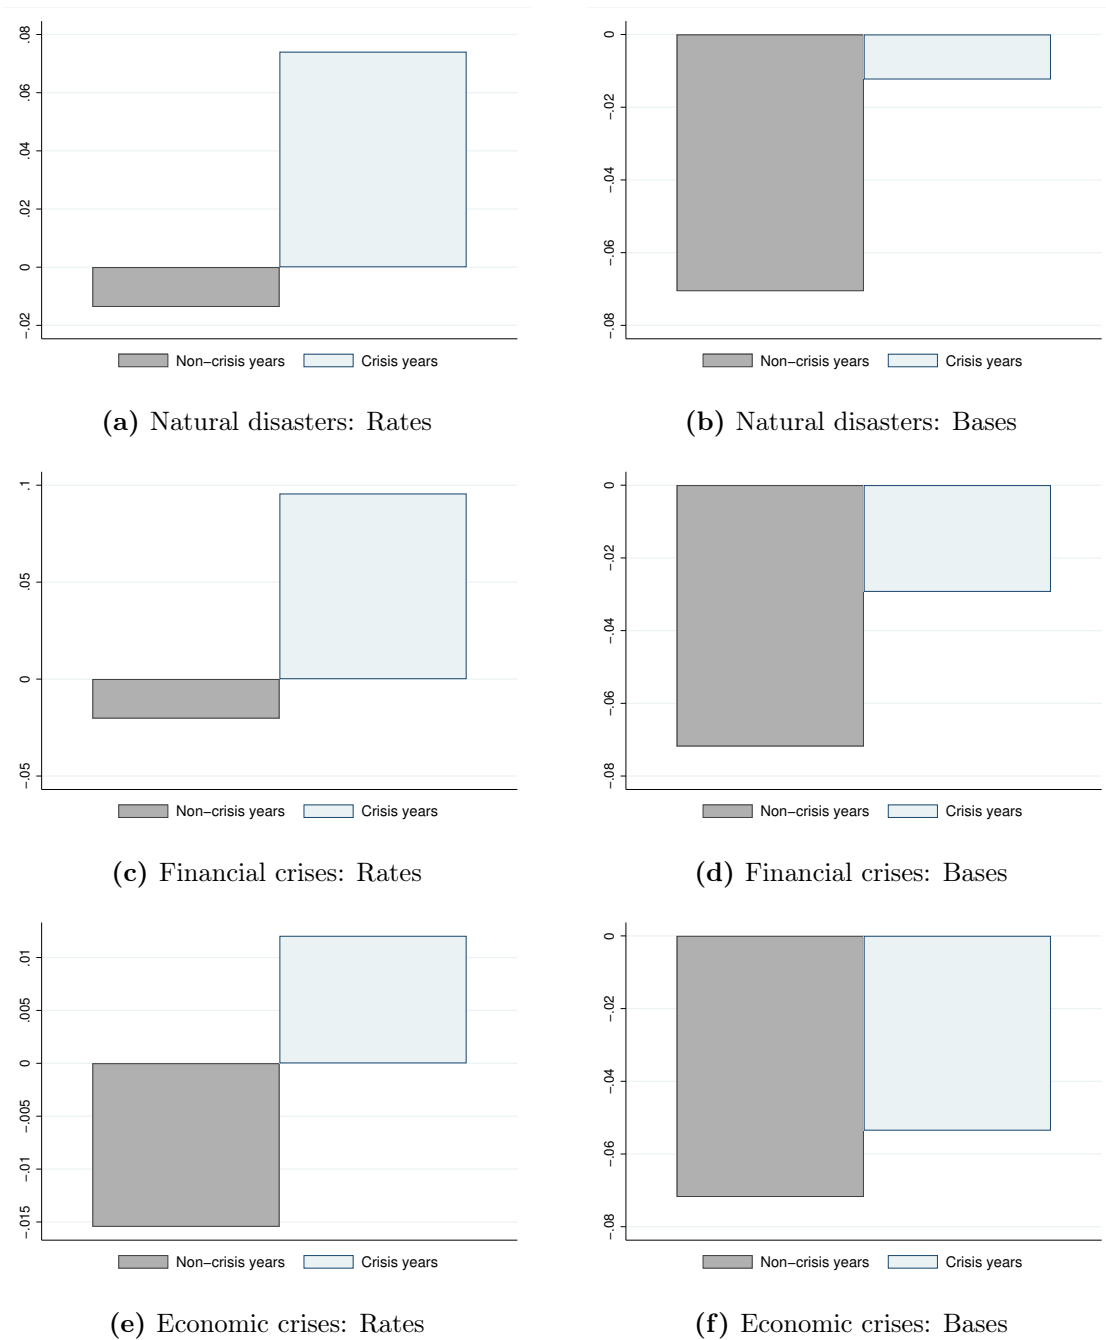 .08
.06
.04
.02
0
−.02
Non−crisis years Crisis years
(a) Natural disasters: Rates
0
−.02
−.04
−.06
−.08
Non−crisis years Crisis years
(b) Natural disasters: Bases
.1
.05
0
−.05
Non−crisis years Crisis years
(c) Financial crises: Rates
0
−.02
−.04
−.06
−.08
Non−crisis years Crisis years
(d) Financial crises: Bases
.01
.005
0
−.005
−.01
−.015
Non−crisis years Crisis years
(e) Economic crises: Rates
0
−.02
−.04
−.06
−.08
Non−crisis years Crisis years
(f) Economic crises: Bases